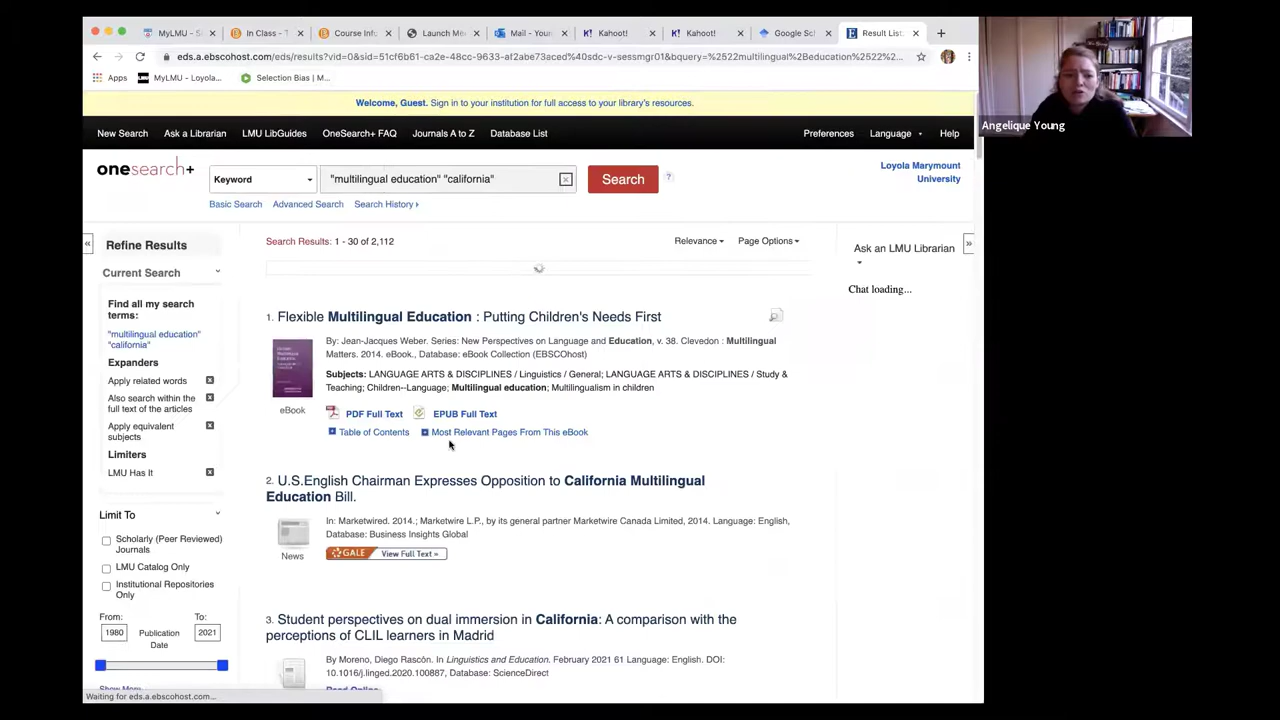 MyLMU - S
In Class - T
Course Info
Launch Me
Mail - Youn
Kahoot!
Kahoot!
Google Sch
Result List:
eds.a.ebscohost.com/eds/results?vid=0&sid=51cf6b61-ca2e-48cc-9633-af2abe73aced%40sdc-v-sessmgr01&bquery=%2522multilingual%2Beducation%2522%2...
Apps
MyLMU - Loyola...
Selection Bias | M...
Angelique Young
Welcome, Guest. Sign in to your institution for full access to your library's resources.
New Search
Ask a Librarian
LMU LibGuides
OneSearch+ FAQ
Journals A to Z
Database List
Preferences
Language
Help
onesearch+
Keyword
"multilingual education" "california"
Search
?
Loyola Marymount
University
Basic Search
Advanced Search
Search History
«
Refine Results
Search Results: 1 - 30 of 2,112
Relevance
Page Options
Ask an LMU Librarian
»
Chat loading...
Current Search
Find all my search
terms:
"multilingual education"
"california"
Expanders
Apply related words
Also search within the
full text of the articles
Apply equivalent
subjects
Limiters
LMU Has It
Limit To
Scholarly (Peer Reviewed)
Journals
LMU Catalog Only
Institutional Repositories
Only
From:
To:
1980
Publication
Date
2021
Show More
1. Flexible Multilingual Education : Putting Children's Needs First
By: Jean-Jacques Weber. Series: New Perspectives on Language and Education, v. 38. Clevedon : Multilingual
Matters. 2014. eBook., Database: eBook Collection (EBSCOhost)
Subjects: LANGUAGE ARTS & DISCIPLINES / Linguistics / General; LANGUAGE ARTS & DISCIPLINES / Study &
Teaching; Children--Language; Multilingual education; Multilingualism in children
eBook
PDF Full Text
EPUB Full Text
Table of Contents
Most Relevant Pages From This eBook
2. U.S.English Chairman Expresses Opposition to California Multilingual
Education Bill.
In: Marketwired. 2014.; Marketwire L.P., by its general partner Marketwire Canada Limited, 2014. Language: English,
Database: Business Insights Global
News
GALE View Full Text »
3. Student perspectives on dual immersion in California: A comparison with the
perceptions of CLIL learners in Madrid
By Moreno, Diego Rascón. In Linguistics and Education. February 2021 61 Language: English. DOI:
10.1016/j.linged.2020.100887, Database: ScienceDirect
Read Online
Waiting for eds.a.ebscohost.com...